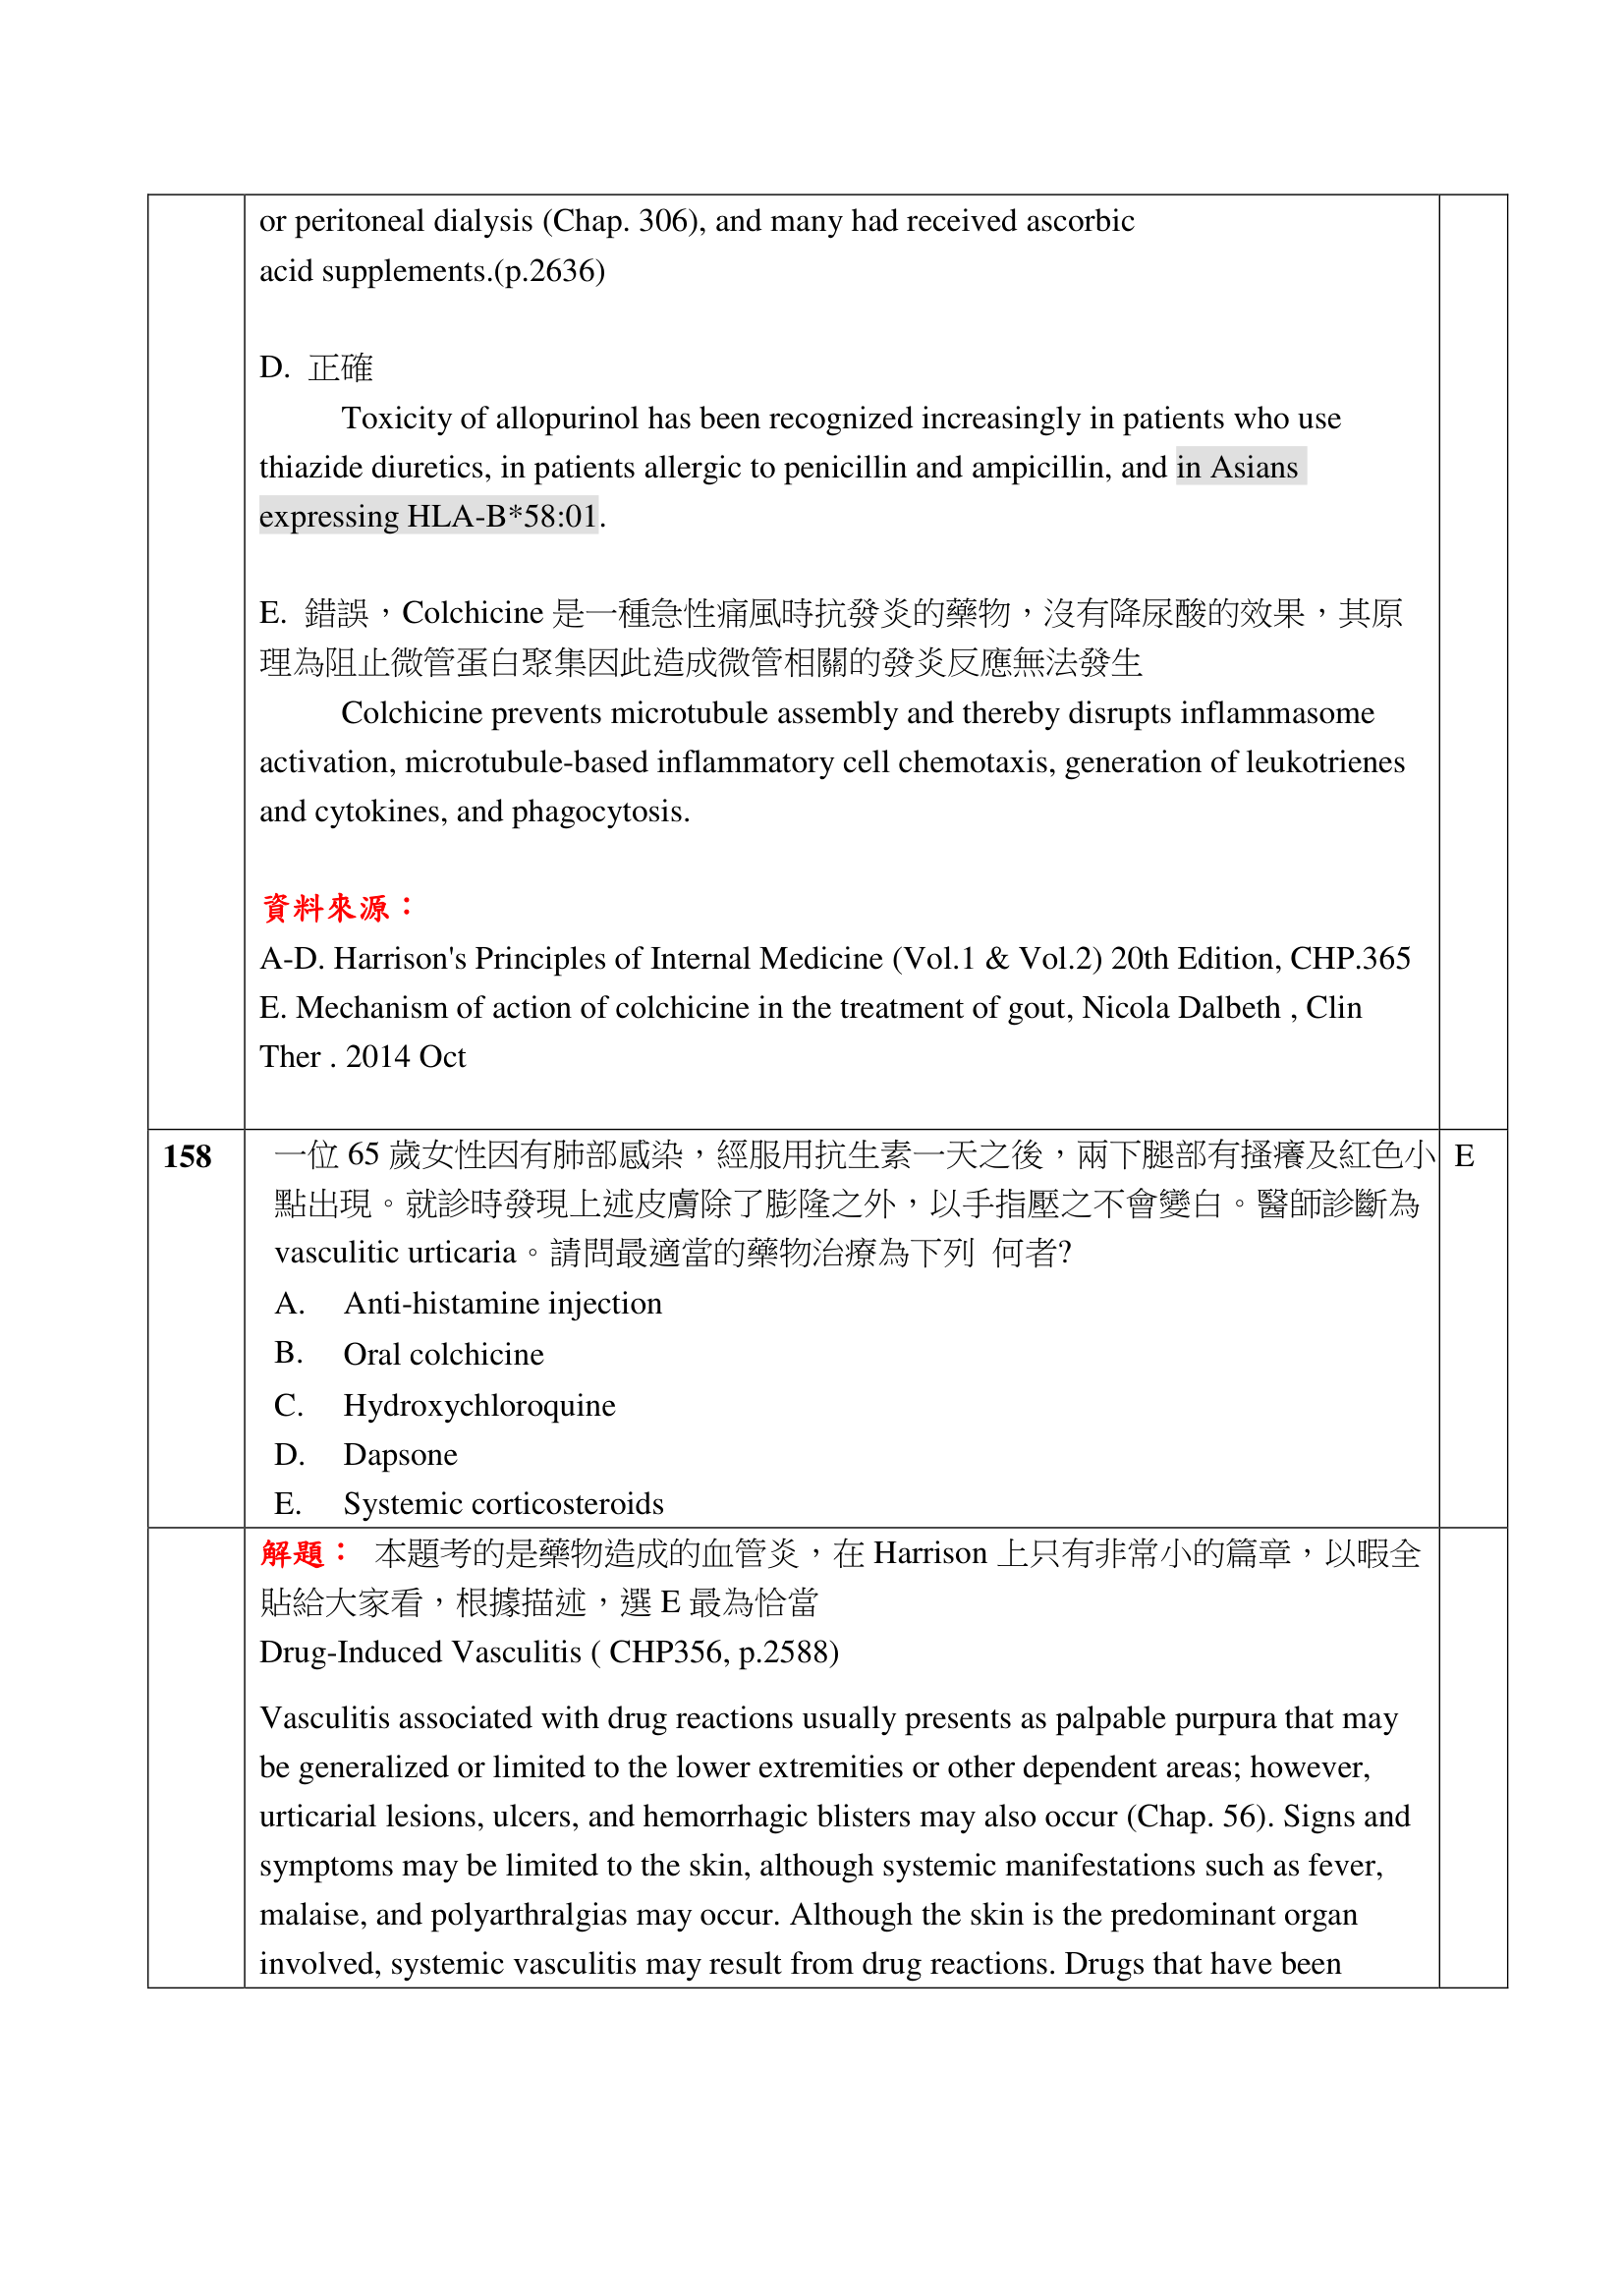 or peritoneal dialysis (Chap. 306), and many had received ascorbic
acid supplements.(p.2636)
D. 正確
Toxicity of allopurinol has been recognized increasingly in patients who use
thiazide diuretics, in patients allergic to penicillin and ampicillin, and in Asians
expressing HLA-B*58:01.
E. 錯誤，Colchicine 是一種急性痛風時抗發炎的藥物，沒有降尿酸的效果，其原
理為阻止微管蛋白聚集因此造成微管相關的發炎反應無法發生
Colchicine prevents microtubule assembly and thereby disrupts inflammasome
activation, microtubule-based inflammatory cell chemotaxis, generation of leukotrienes
and cytokines, and phagocytosis.
資料來源：
A-D. Harrison's Principles of Internal Medicine (Vol.1 & Vol.2) 20th Edition, CHP.365
E. Mechanism of action of colchicine in the treatment of gout, Nicola Dalbeth , Clin
Ther . 2014 Oct
158 一位 65 歲女性因有肺部感染，經服用抗生素一天之後，兩下腿部有搔癢及紅色小 E
點出現。就診時發現上述皮膚除了膨隆之外，以手指壓之不會變白。醫師診斷為
vasculitic urticaria。請問最適當的藥物治療為下列 何者?
A. Anti-histamine injection
B. Oral colchicine
C. Hydroxychloroquine
D. Dapsone
E. Systemic corticosteroids
解題： 本題考的是藥物造成的血管炎，在 Harrison 上只有非常小的篇章，以暇全
貼給大家看，根據描述，選 E 最為恰當
Drug-Induced Vasculitis ( CHP356, p.2588)
Vasculitis associated with drug reactions usually presents as palpable purpura that may
be generalized or limited to the lower extremities or other dependent areas; however,
urticarial lesions, ulcers, and hemorrhagic blisters may also occur (Chap. 56). Signs and
symptoms may be limited to the skin, although systemic manifestations such as fever,
malaise, and polyarthralgias may occur. Although the skin is the predominant organ
involved, systemic vasculitis may result from drug reactions. Drugs that have been